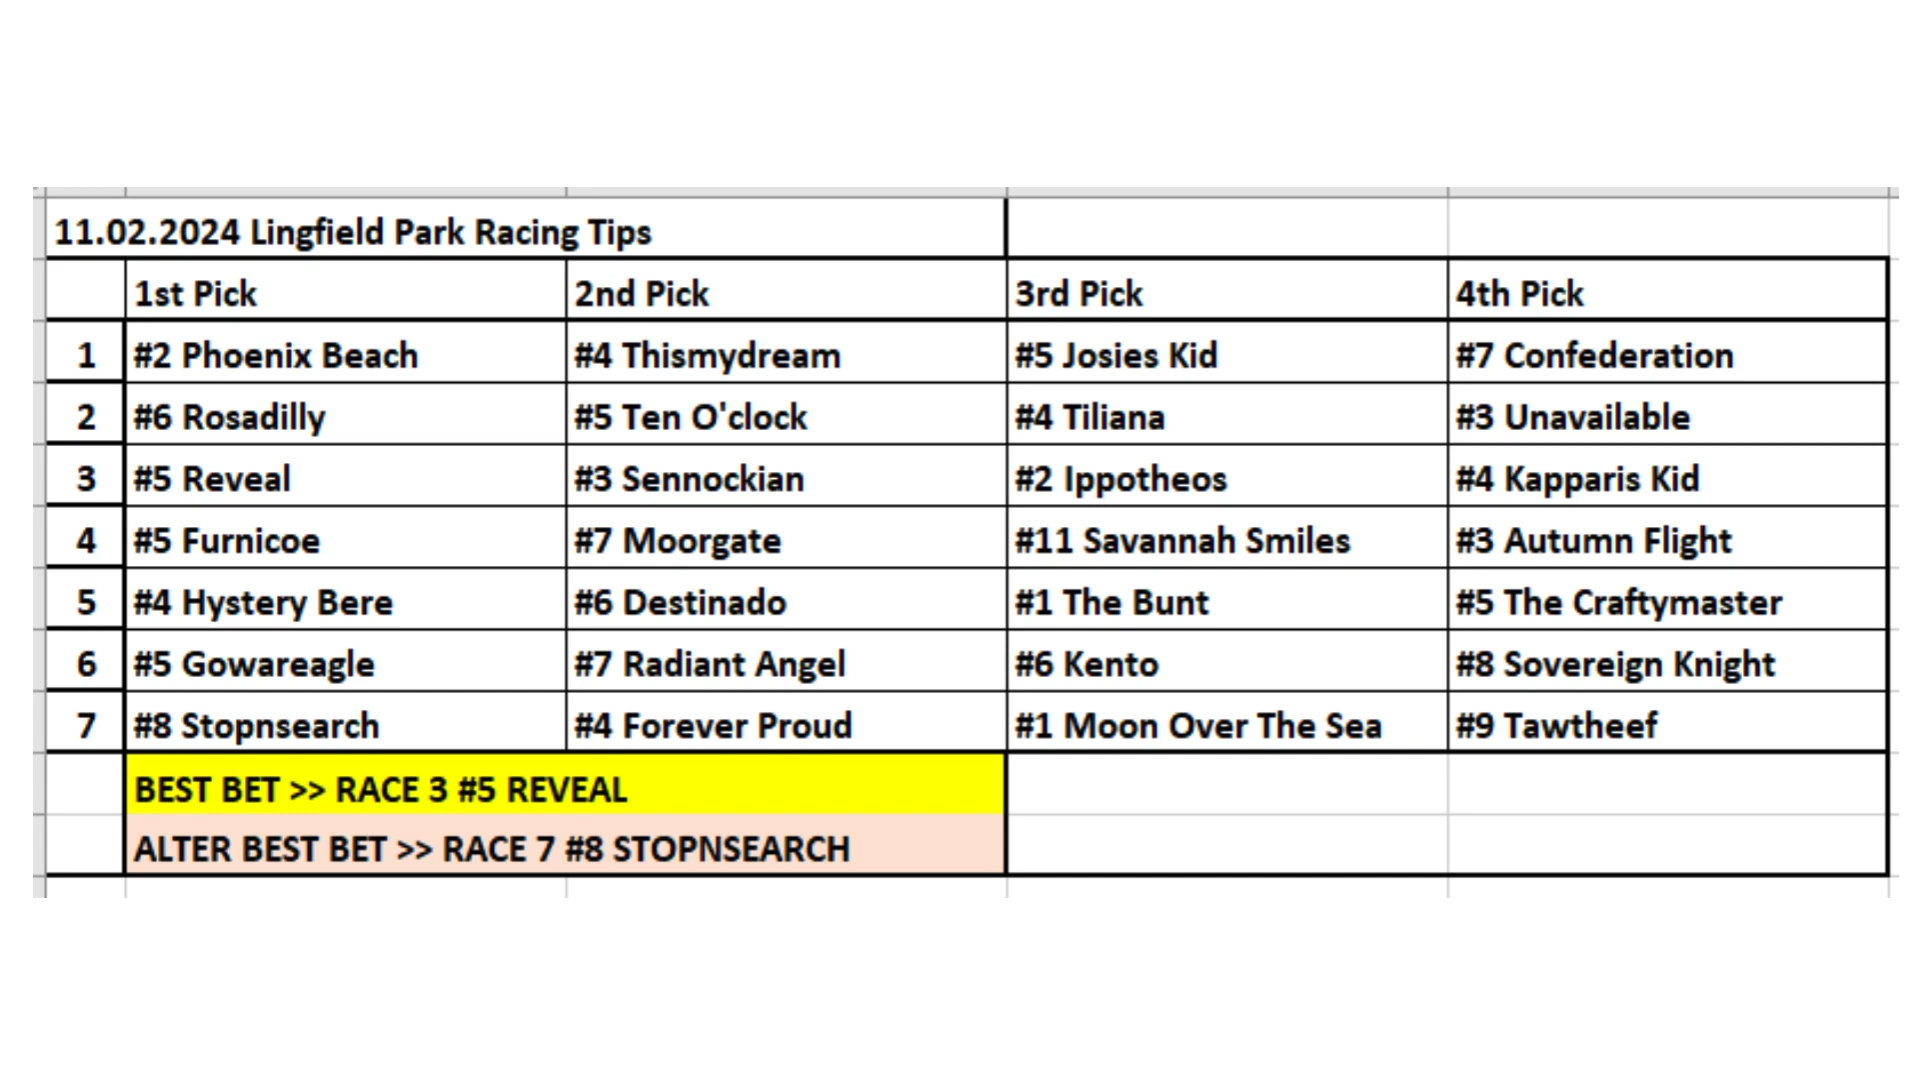 11.02.2024 Lingfield Park Racing Tips
1st Pick 2nd Pick 3rd Pick 4th Pick
1 #2 Phoenix Beach #4 Thismydream #5 Josies Kid #7 Confederation
2 #6 Rosadilly #5 Ten O'clock #4 Tiliana #3 Unavailable
3 #5 Reveal #3 Sennockian #2 Ippotheos #4 Kapparis Kid
4 #5 Furnicoe #7 Moorgate #11 Savannah Smiles #3 Autumn Flight
5 #4 Hystery Bere #6 Destinado #1 The Bunt #5 The Craftymaster
6 #5 Gowareagle #7 Radiant Angel #6 Kento #8 Sovereign Knight
7 #8 Stopnsearch #4 Forever Proud #1 Moon Over The Sea #9 Tawtheef
BEST BET >> RACE 3 #5 REVEAL
ALTER BEST BET >> RACE 7 #8 STOPNSEARCH